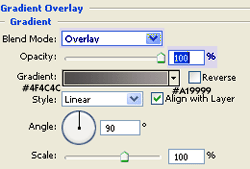 Gradient Overlay
Gradient
Blend Mode: Overlay
Opacity: 100 %
Gradient: Reverse
#4F4C4C #A19999
Style: Linear Align with Layer
Angle: 90 °
Scale: 100 %